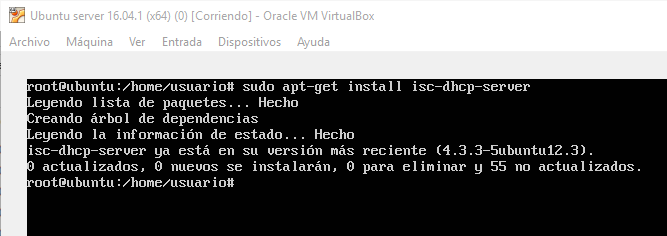 Ubuntu server 16.04.1 (x64) (0) [Corriendo] - Oracle VM VirtualBox
Archivo Máquina Ver Entrada Dispositivos Ayuda
root@ubuntu:/home/usuario# sudo apt-get install isc-dhcp-server
Leyendo lista de paquetes... Hecho
Creando árbol de dependencias
Leyendo la información de estado... Hecho
isc-dhcp-server ya está en su versión más reciente (4.3.3-5ubuntu12.3).
0 actualizados, 0 nuevos se instalarán, 0 para eliminar y 55 no actualizados.
root@ubuntu:/home/usuario#